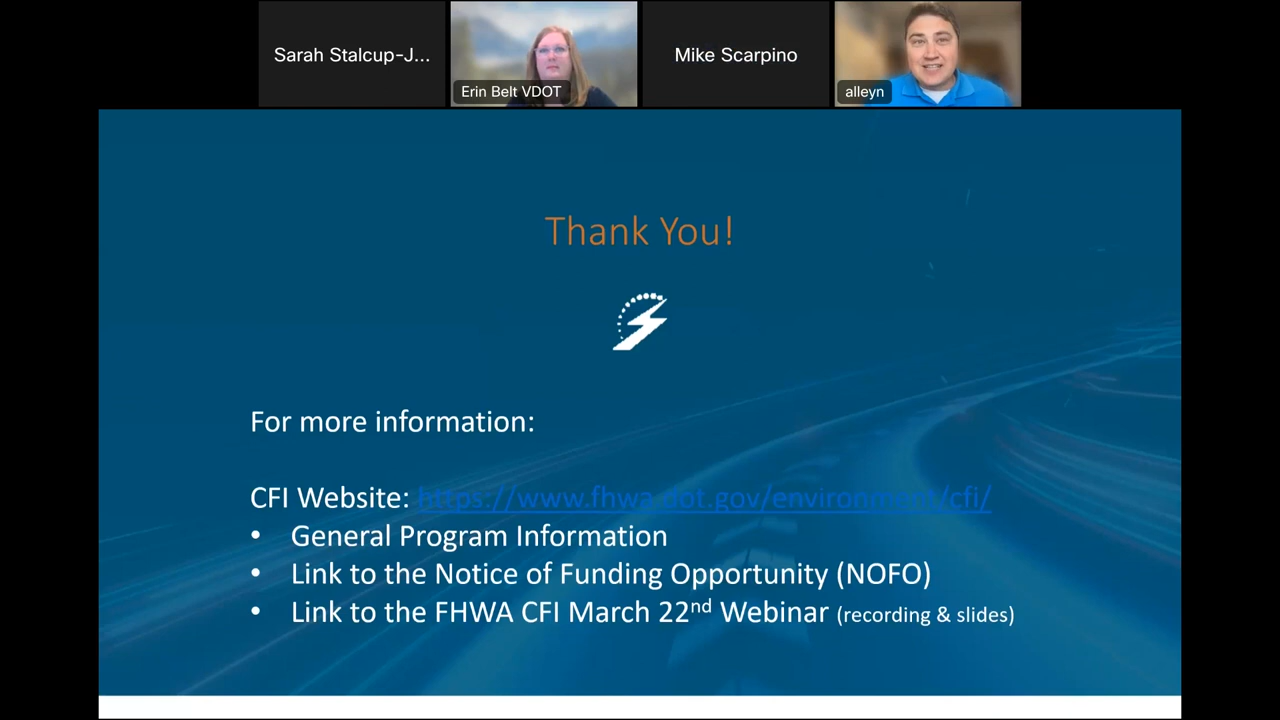 Sarah Stalcup-J...
Erin Belt VDOT
Mike Scarpino
alleyn
Thank You!
For more information:
CFI Website: https://www.fhwa.dot.gov/environment/cfi/
• General Program Information
• Link to the Notice of Funding Opportunity (NOFO)
• Link to the FHWA CFI March 22nd Webinar (recording & slides)